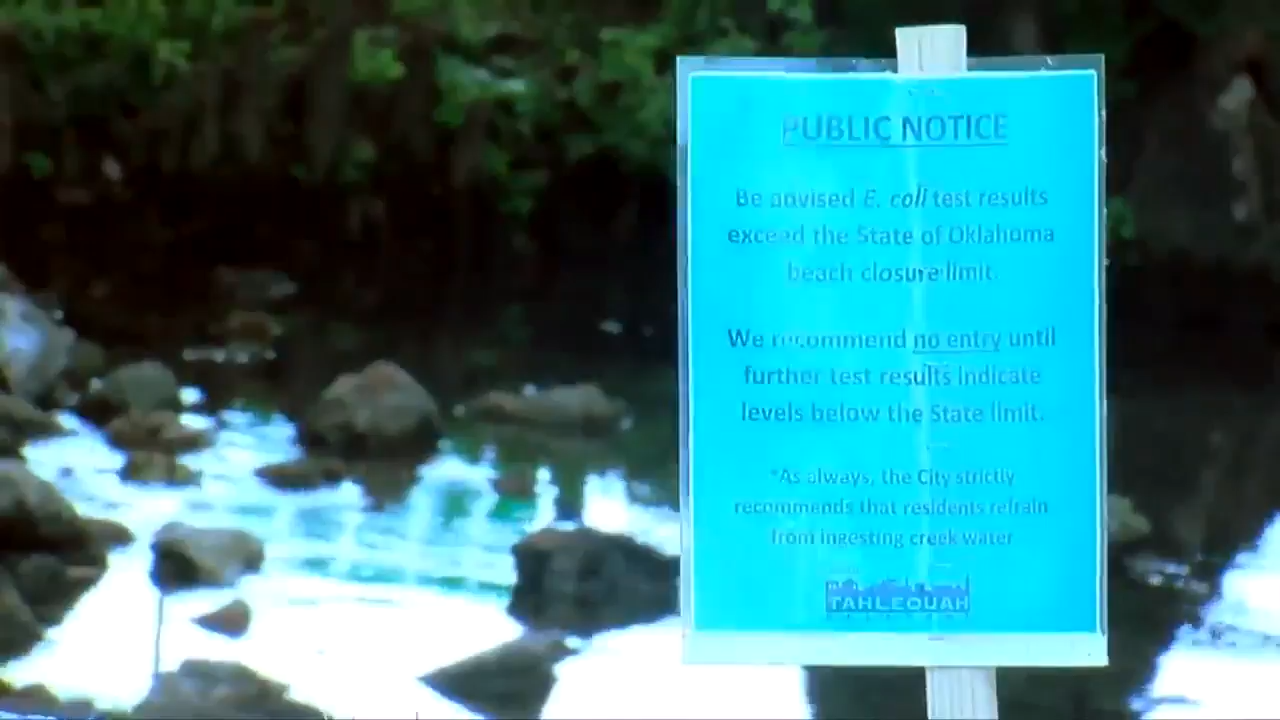 PUBLIC NOTICE
Be advised E. coli test results
exceed the State of Oklahoma
beach closure limit.
We recommend no entry until
further test results indicate
levels below the State limit.
*As always, the City strictly
recommends that residents refrain
from ingesting creek water
TAHLEQUAH